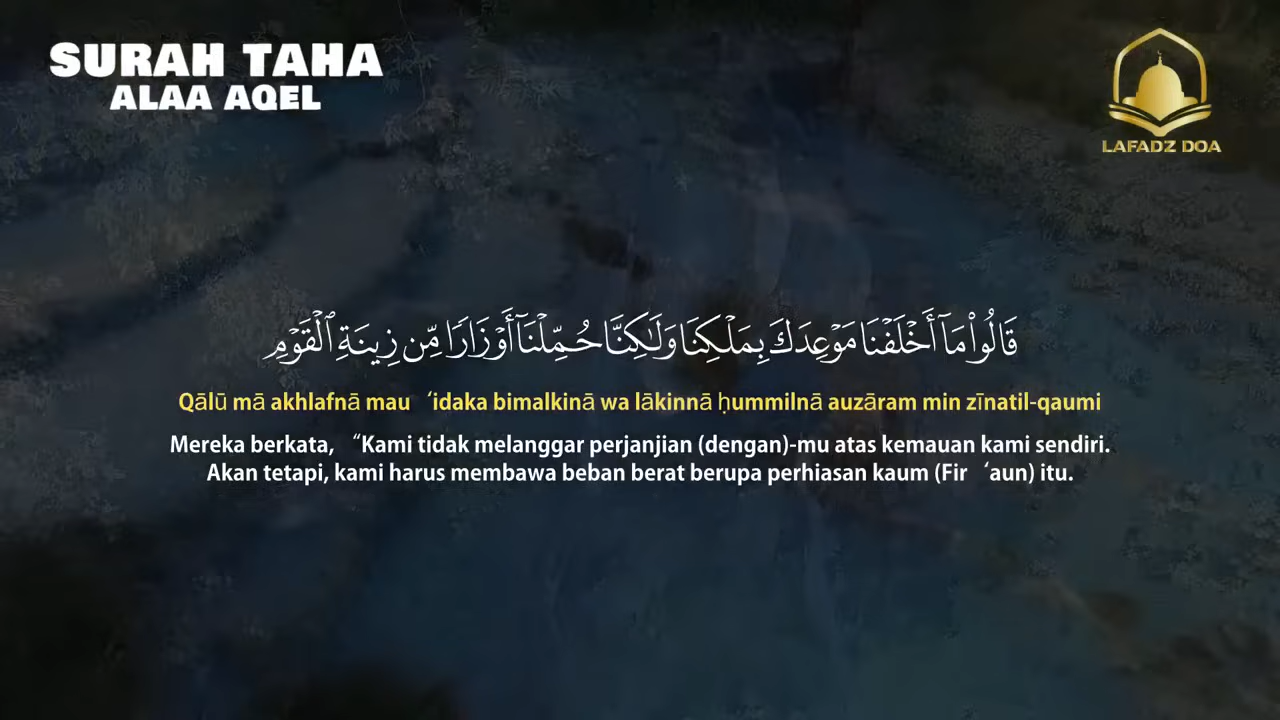 SURAH TAHA
ALAA AQEL
LAFADZ DOA
قَالُوا۟ مَآ أَخْلَفْنَا مَوْعِدَكَ بِمَلْكِنَا وَلَـٰكِنَّا حُمِّلْنَآ أَوْزَارًا مِّن زِينَةِ ٱلْقَوْمِ
Qālū mā akhlafnā mau ‘idaka bimalkinā wa lākinnā ḥummilnā auzāram min zīnatil-qaumi
Mereka berkata, “Kami tidak melanggar perjanjian (dengan)-mu atas kemauan kami sendiri.
Akan tetapi, kami harus membawa beban berat berupa perhiasan kaum (Fir ‘aun) itu.